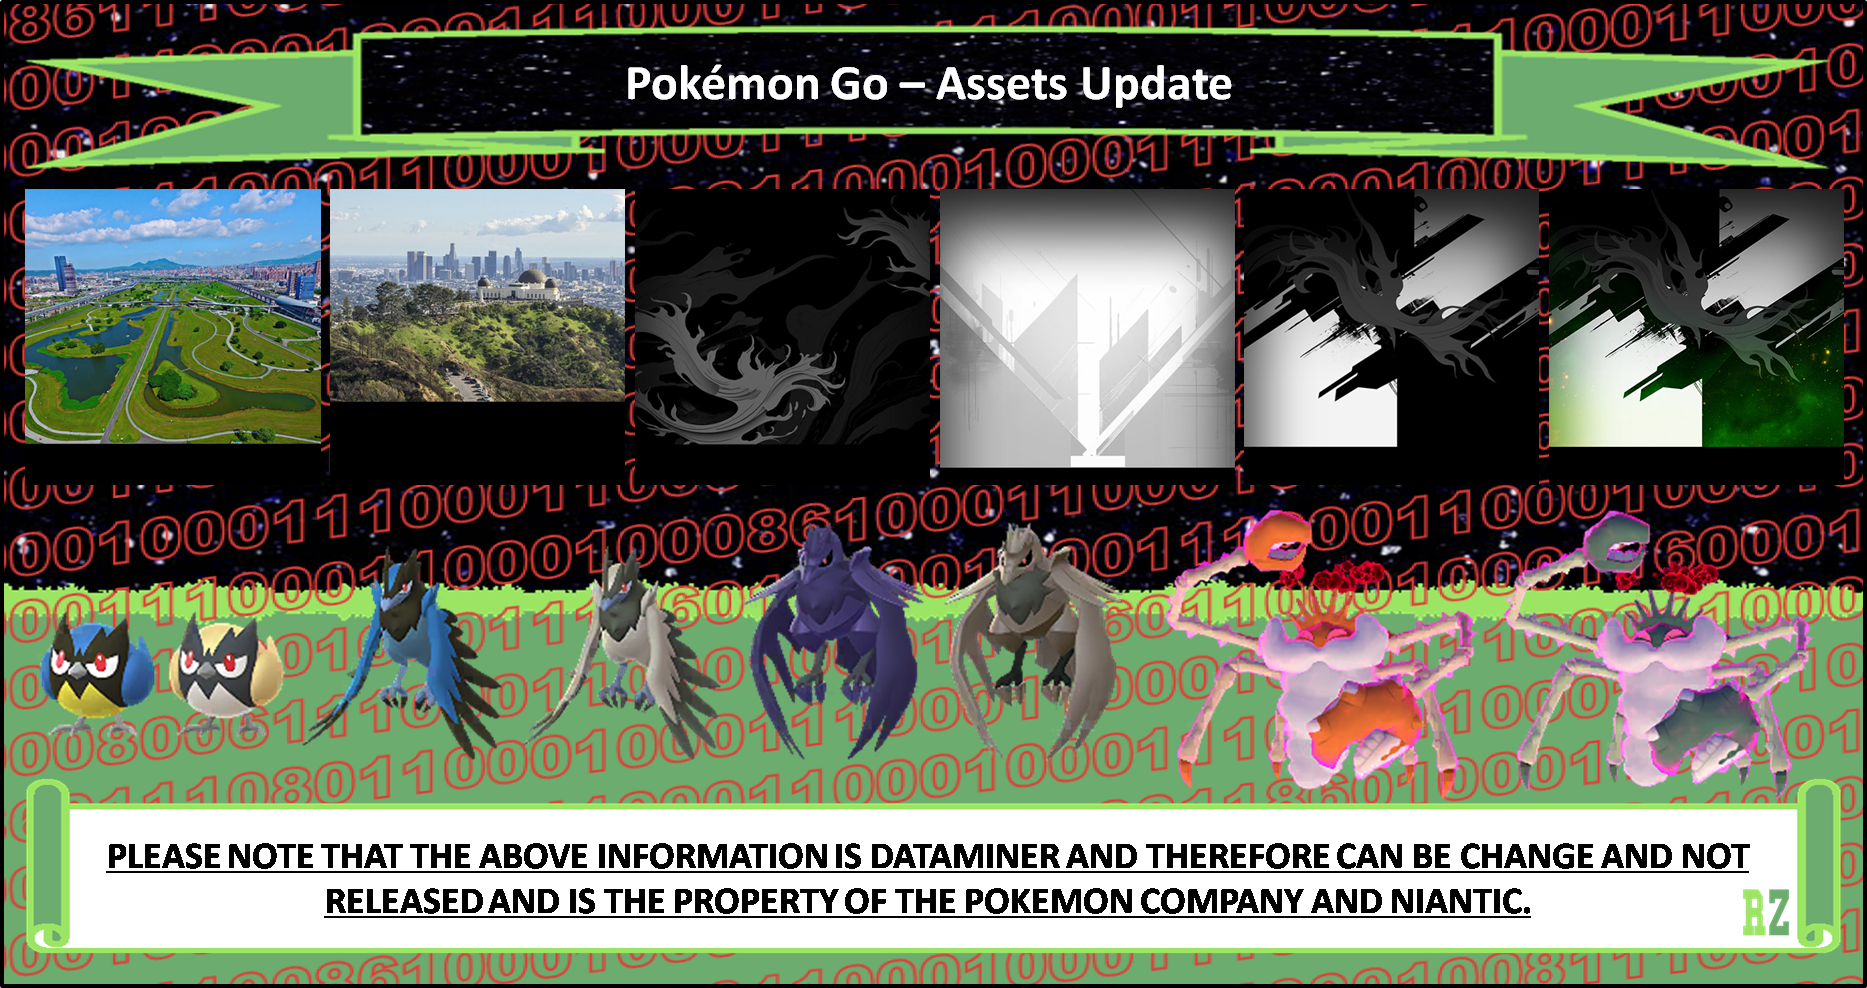 Pokémon Go – Assets Update
PLEASE NOTE THAT THE ABOVE INFORMATION IS DATAMINER AND THEREFORE CAN BE CHANGE AND NOT
RELEASED AND IS THE PROPERTY OF THE POKEMON COMPANY AND NIANTIC.
RZ